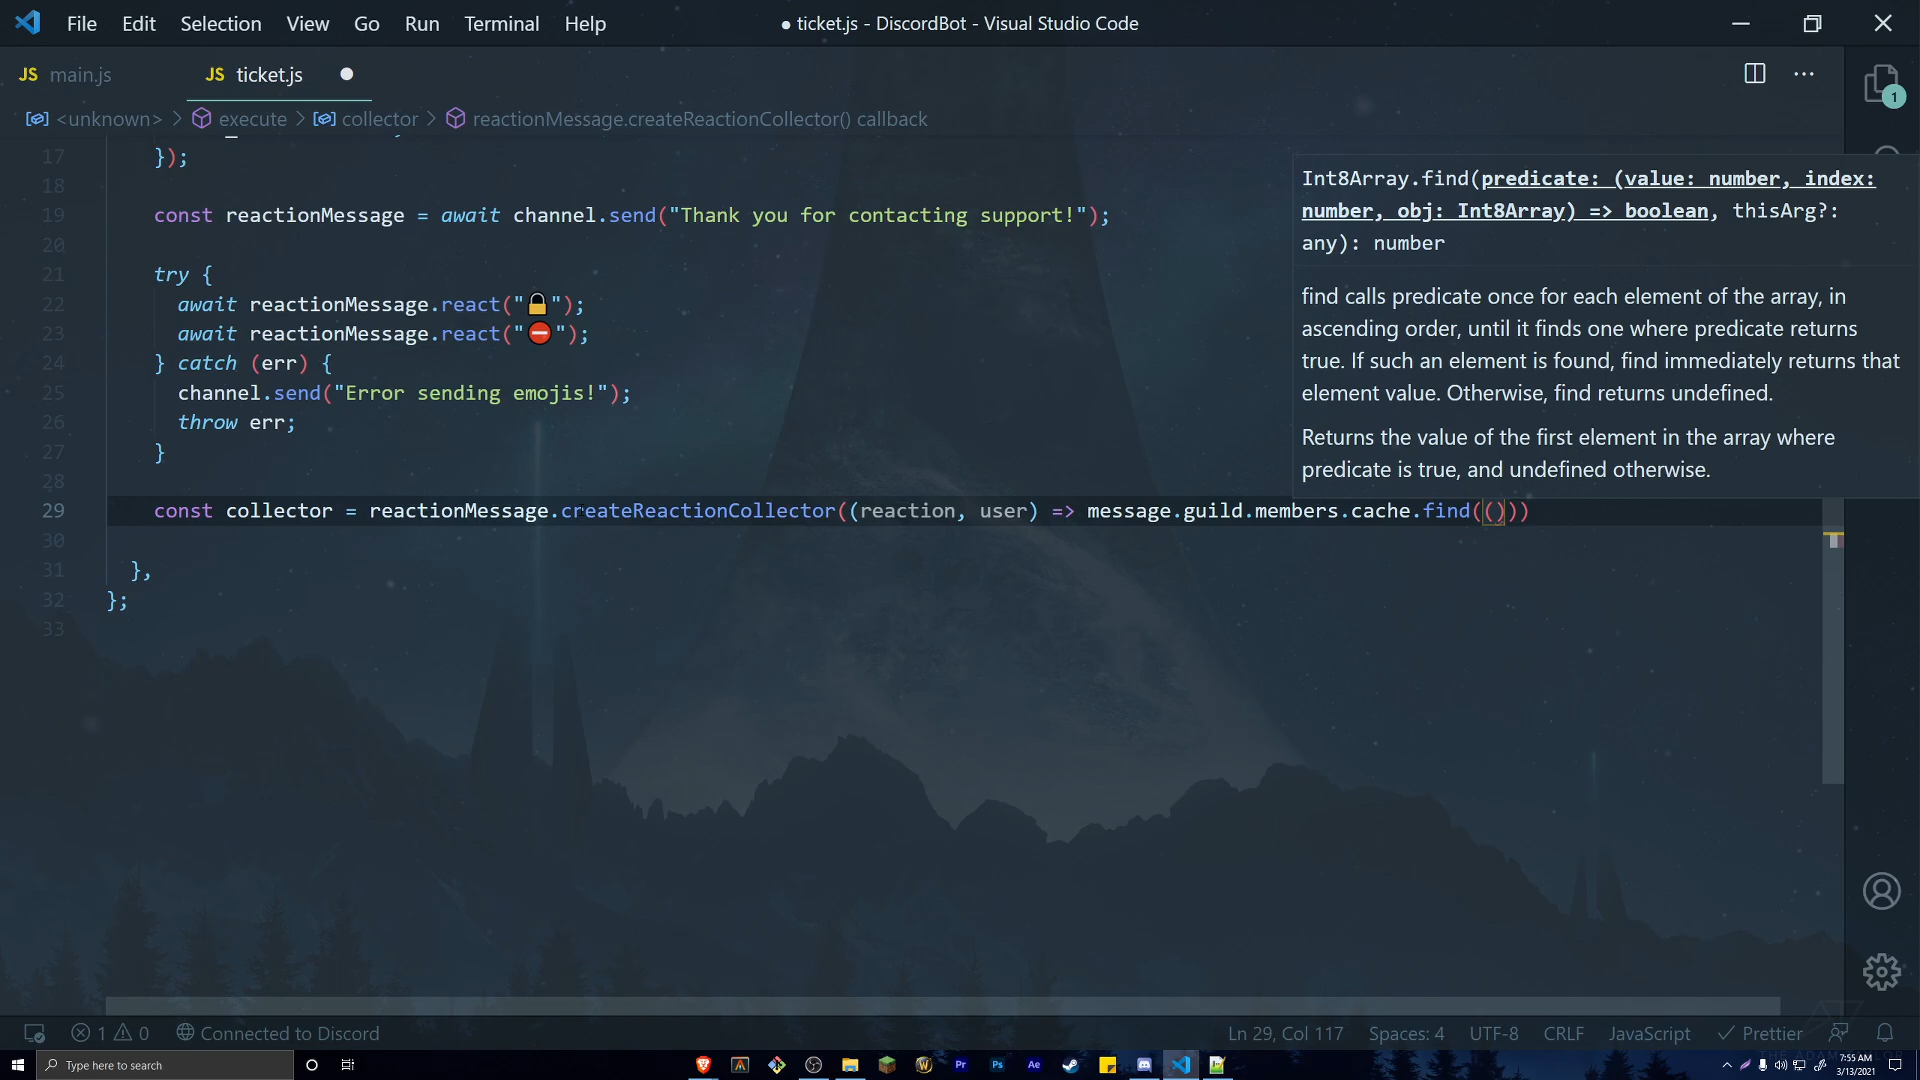 File Edit Selection View Go Run Terminal Help
● ticket.js - DiscordBot - Visual Studio Code
JS main.js
JS ticket.js ●
<unknown> > execute > collector > reactionMessage.createReactionCollector() callback
17 });
18
19 const reactionMessage = await channel.send("Thank you for contacting support!");
20
21 try {
22 await reactionMessage.react("🔒");
23 await reactionMessage.react("⛔");
24 } catch (err) {
25 channel.send("Error sending emojis!");
26 throw err;
27 }
28
29 const collector = reactionMessage.createReactionCollector((reaction, user) => message.guild.members.cache.find(()))
30
31 },
32 };
33
Int8Array.find(predicate: (value: number, index:
number, obj: Int8Array) => boolean, thisArg?:
any): number
find calls predicate once for each element of the array, in
ascending order, until it finds one where predicate returns
true. If such an element is found, find immediately returns that
element value. Otherwise, find returns undefined.
Returns the value of the first element in the array where
predicate is true, and undefined otherwise.
1
1 0 Connected to Discord
Ln 29, Col 117 Spaces: 4 UTF-8 CRLF JavaScript Prettier
Type here to search
Pr Ps Ae
7:55 AM
3/13/2021